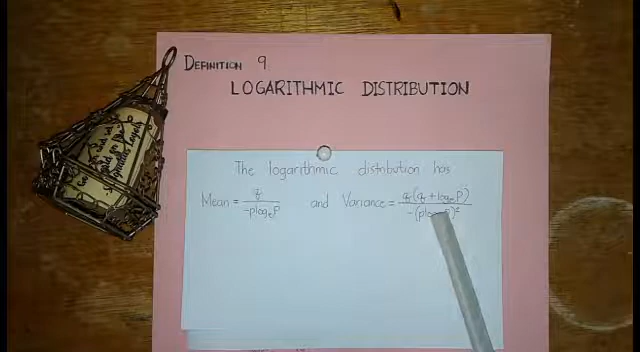 DEFINITION 9
LOGARITHMIC DISTRIBUTION
The logarithmic distribution has
Mean = q / -p logₑ p and Variance = q(q + logₑ p) / -(p logₑ p)²